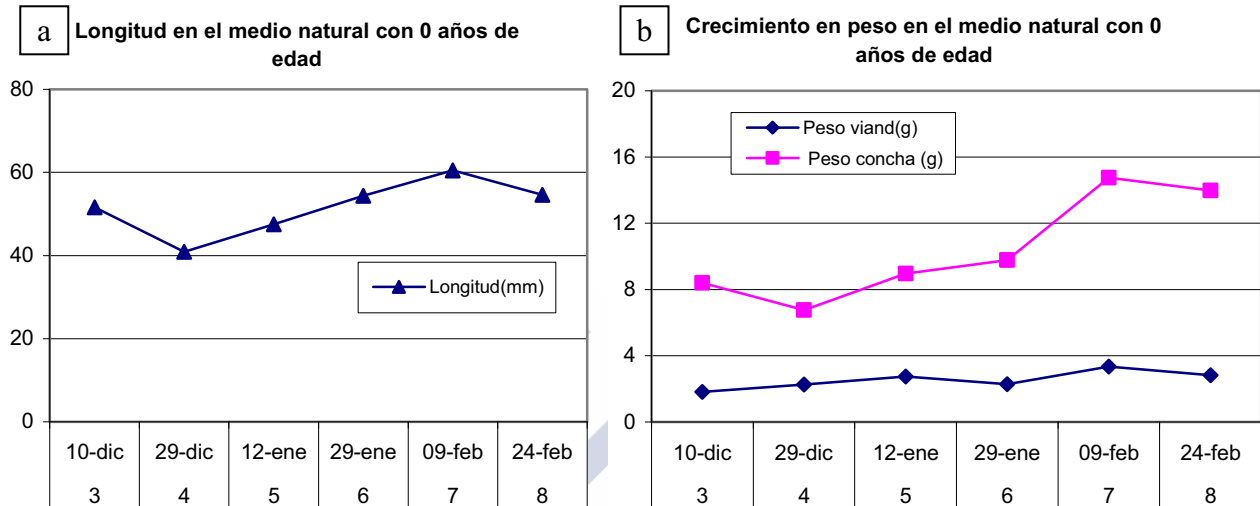 a
Longitud en el medio natural con 0 años de
edad
80
60
40
20
0
Longitud(mm)
10-dic 29-dic 12-ene 29-ene 09-feb 24-feb
3 4 5 6 7 8
b
Crecimiento en peso en el medio natural con 0
años de edad
20
16
12
8
4
0
Peso viand(g)
Peso concha (g)
10-dic 29-dic 12-ene 29-ene 09-feb 24-feb
3 4 5 6 7 8